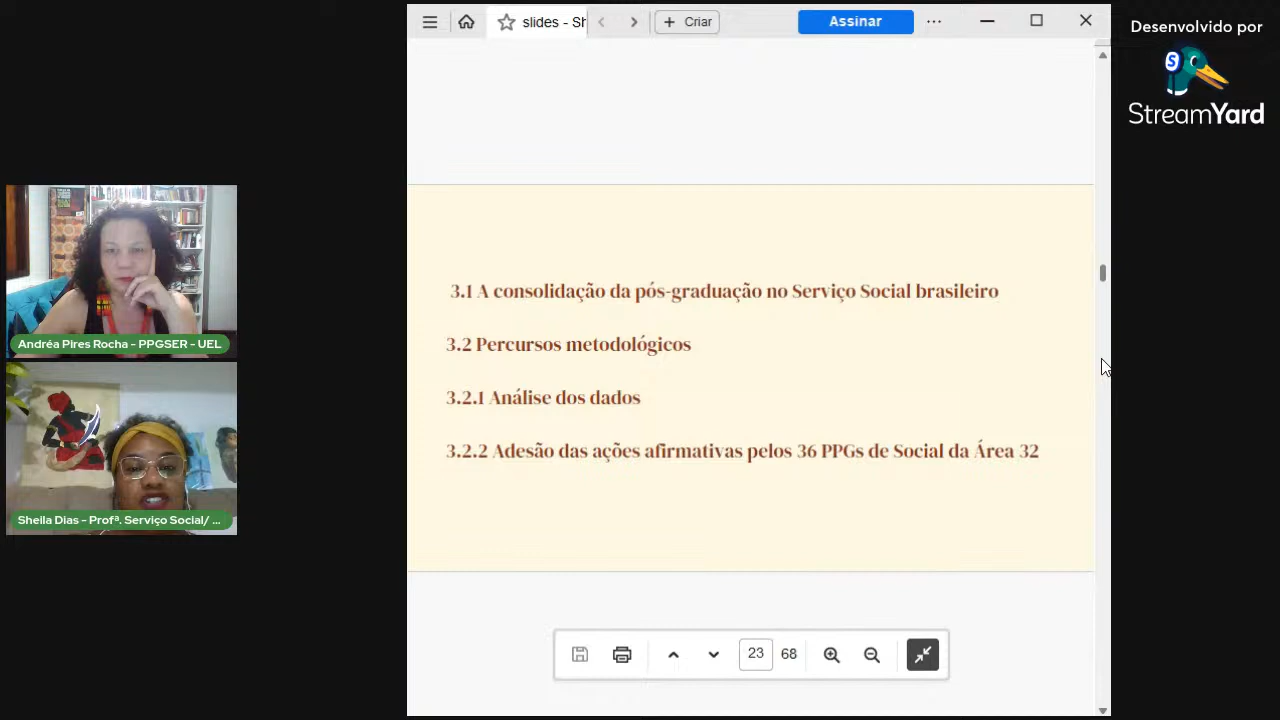 slides - Sh
Criar
Assinar
Desenvolvido por
StreamYard
3.1 A consolidação da pós-graduação no Serviço Social brasileiro
3.2 Percursos metodológicos
3.2.1 Análise dos dados
3.2.2 Adesão das ações afirmativas pelos 36 PPGs de Social da Área 32
Andréa Pires Rocha - PPGSER - UEL
Sheila Dias - Profª. Serviço Social/ ...
23 68